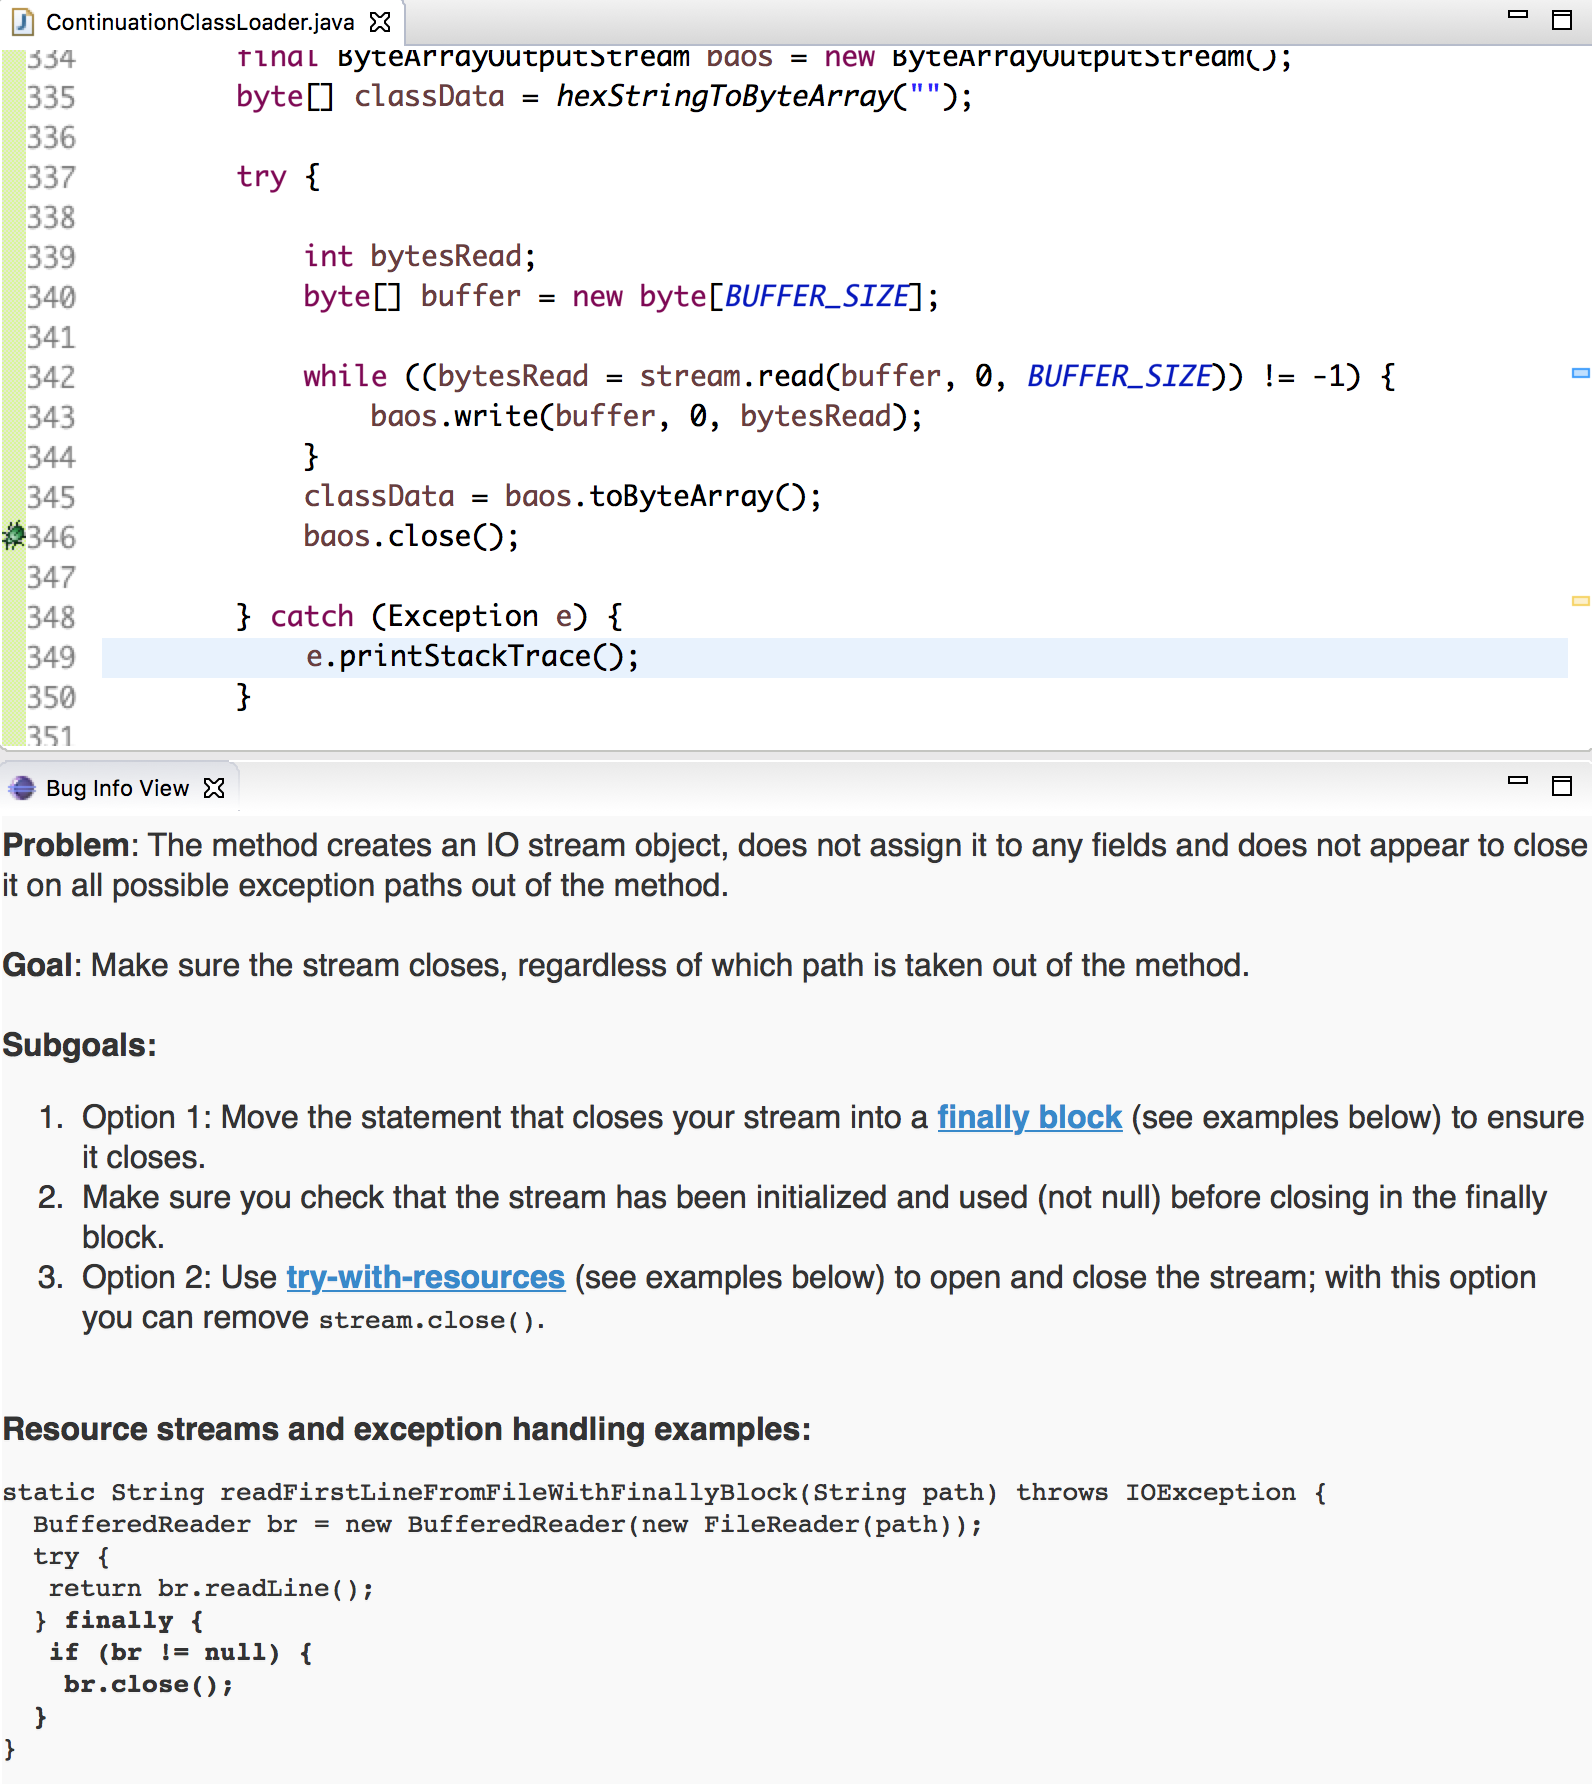 ContinuationClassLoader.java
334 final ByteArrayOutputStream baos = new ByteArrayOutputStream();
335 byte[] classData = hexStringToByteArray("");
336
337 try {
338
339 int bytesRead;
340 byte[] buffer = new byte[BUFFER_SIZE];
341
342 while ((bytesRead = stream.read(buffer, 0, BUFFER_SIZE)) != -1) {
343 baos.write(buffer, 0, bytesRead);
344 }
345 classData = baos.toByteArray();
346 baos.close();
347
348 } catch (Exception e) {
349 e.printStackTrace();
350 }
351
Bug Info View
Problem: The method creates an IO stream object, does not assign it to any fields and does not appear to close
it on all possible exception paths out of the method.
Goal: Make sure the stream closes, regardless of which path is taken out of the method.
Subgoals:
1. Option 1: Move the statement that closes your stream into a finally block (see examples below) to ensure
it closes.
2. Make sure you check that the stream has been initialized and used (not null) before closing in the finally
block.
3. Option 2: Use try-with-resources (see examples below) to open and close the stream; with this option
you can remove stream.close().
Resource streams and exception handling examples:
static String readFirstLineFromFileWithFinallyBlock(String path) throws IOException {
BufferedReader br = new BufferedReader(new FileReader(path));
try {
return br.readLine();
} finally {
if (br != null) {
br.close();
}
}